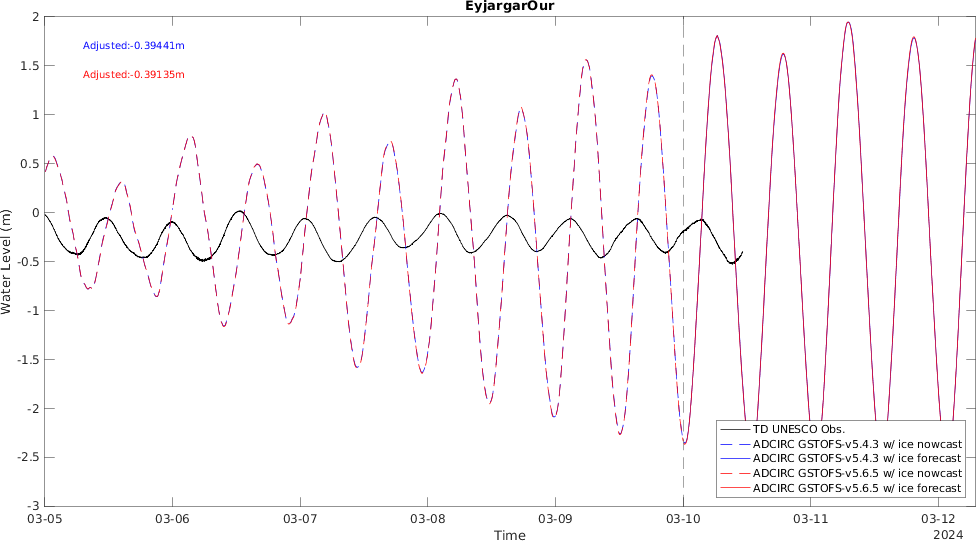 EyjargarOur
Adjusted:-0.39441m
Adjusted:-0.39135m
2
1.5
1
0.5
0
-0.5
-1
-1.5
-2
-2.5
-3
Water Level (m)
TD UNESCO Obs.
ADCIRC GSTOFS-v5.4.3 w/ ice nowcast
ADCIRC GSTOFS-v5.4.3 w/ ice forecast
ADCIRC GSTOFS-v5.6.5 w/ ice nowcast
ADCIRC GSTOFS-v5.6.5 w/ ice forecast
03-05 03-06 03-07 03-08 03-09 03-10 03-11 03-12
Time
2024